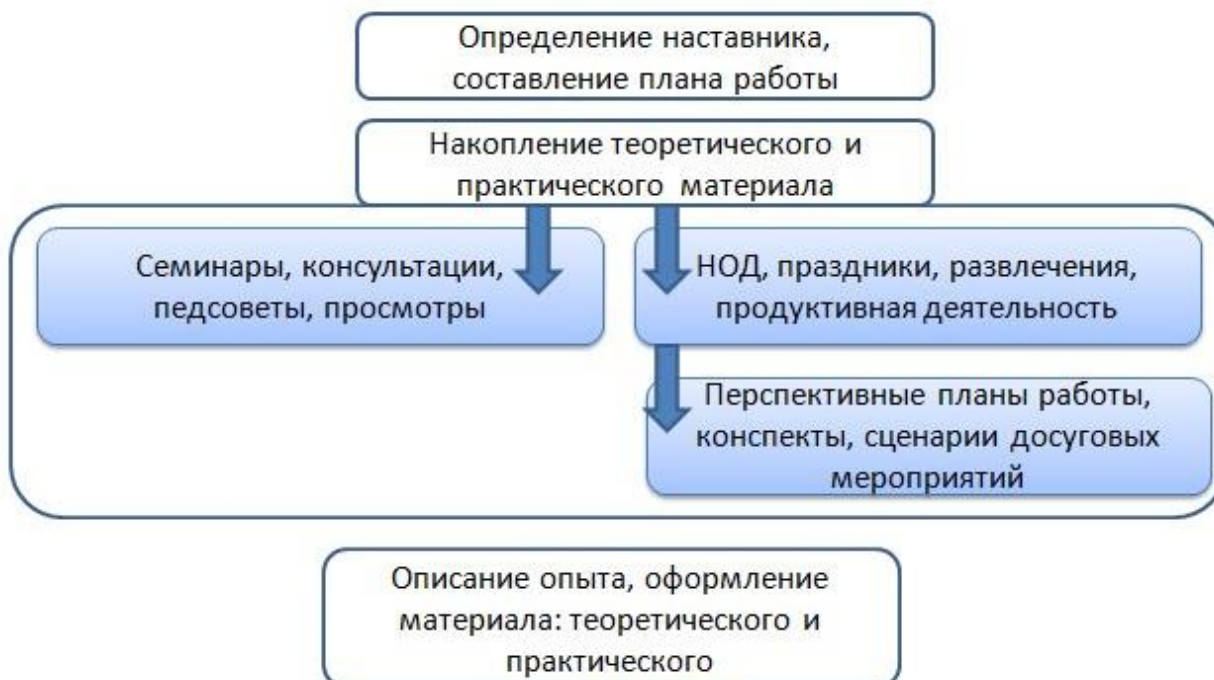 Определение наставника,
составление плана работы
Накопление теоретического и
практического материала
Семинары, консультации,
педсоветы, просмотры
НОД, праздники, развлечения,
продуктивная деятельность
Перспективные планы работы,
конспекты, сценарии досуговых
мероприятий
Описание опыта, оформление
материала: теоретического и
практического